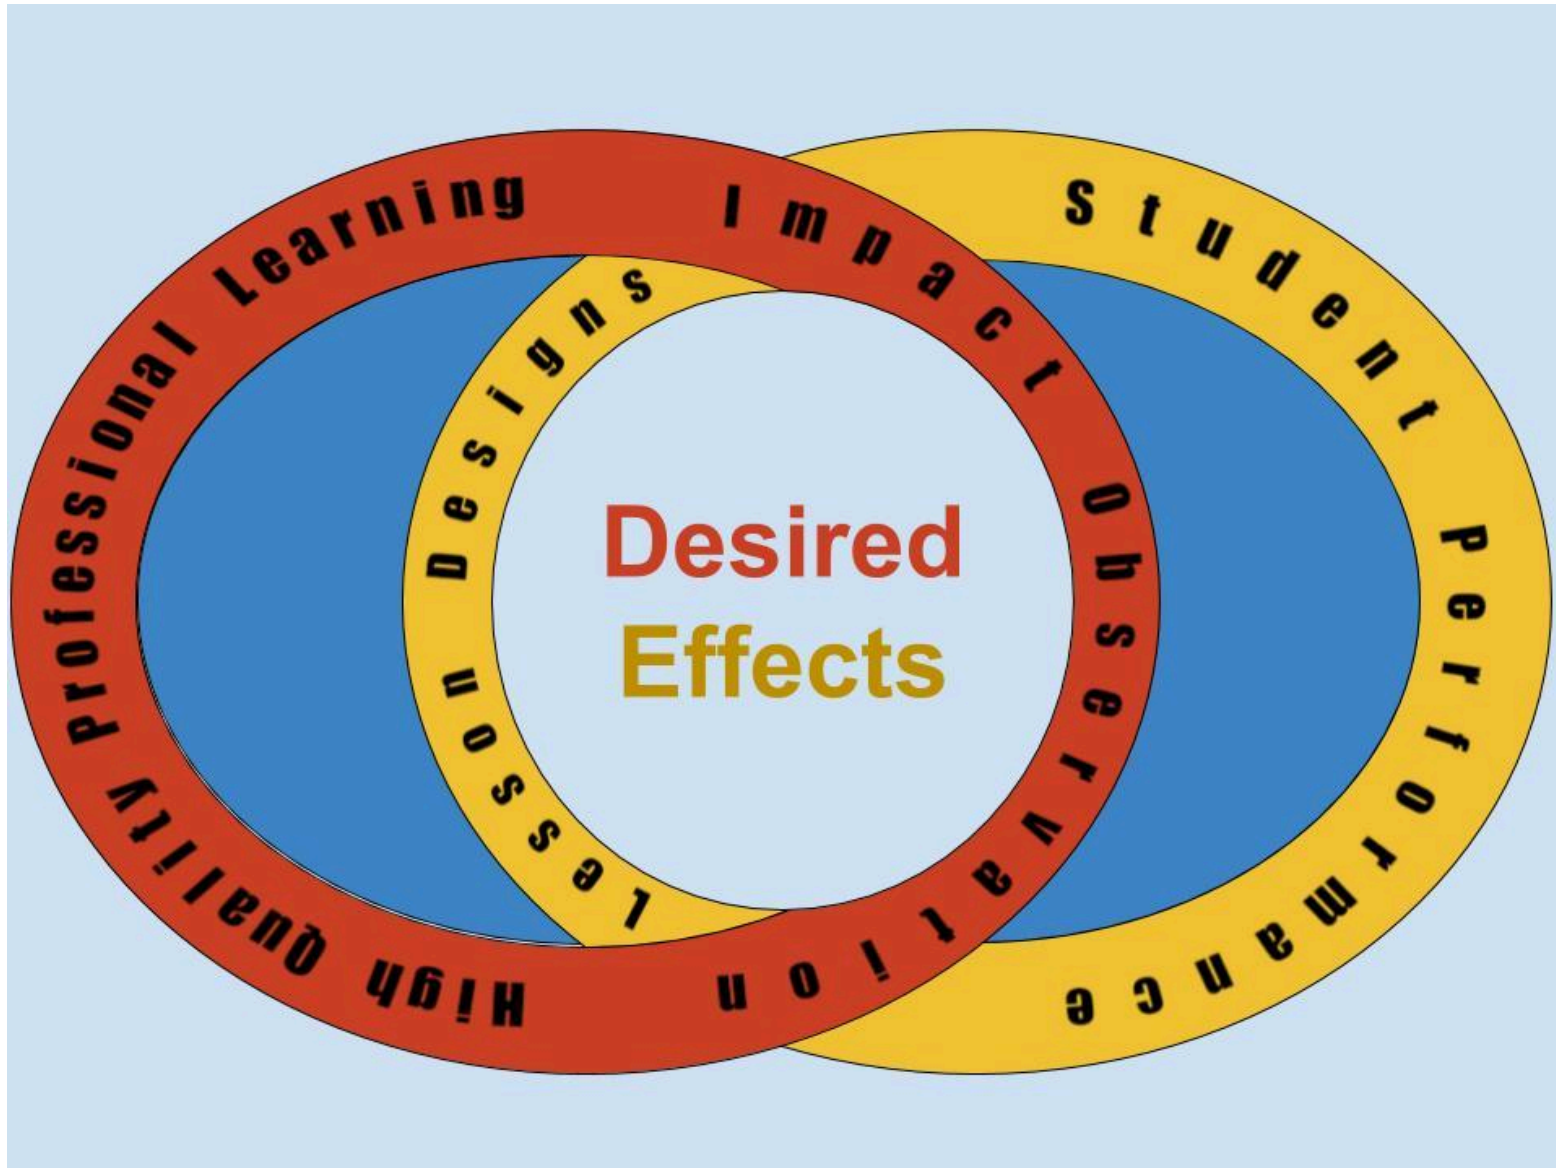 High Quality Professional Learning
Impact Observation
Lesson Designs
Student Performance
Desired
Effects